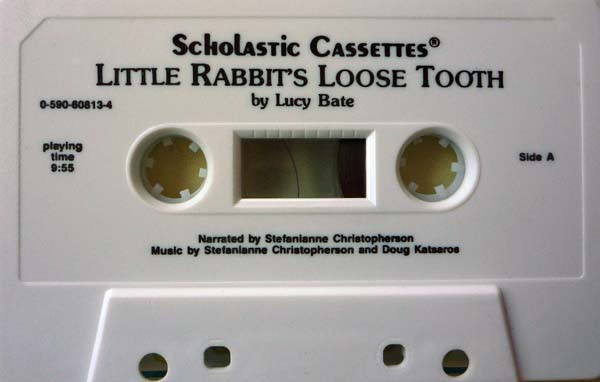 Scholastic Cassettes®
Little Rabbit's Loose Tooth
by Lucy Bate
0-590-60813-4
playing
time
9:55
Side A
Narrated by Stefanianne Christopherson
Music by Stefanianne Christopherson and Doug Katsaros